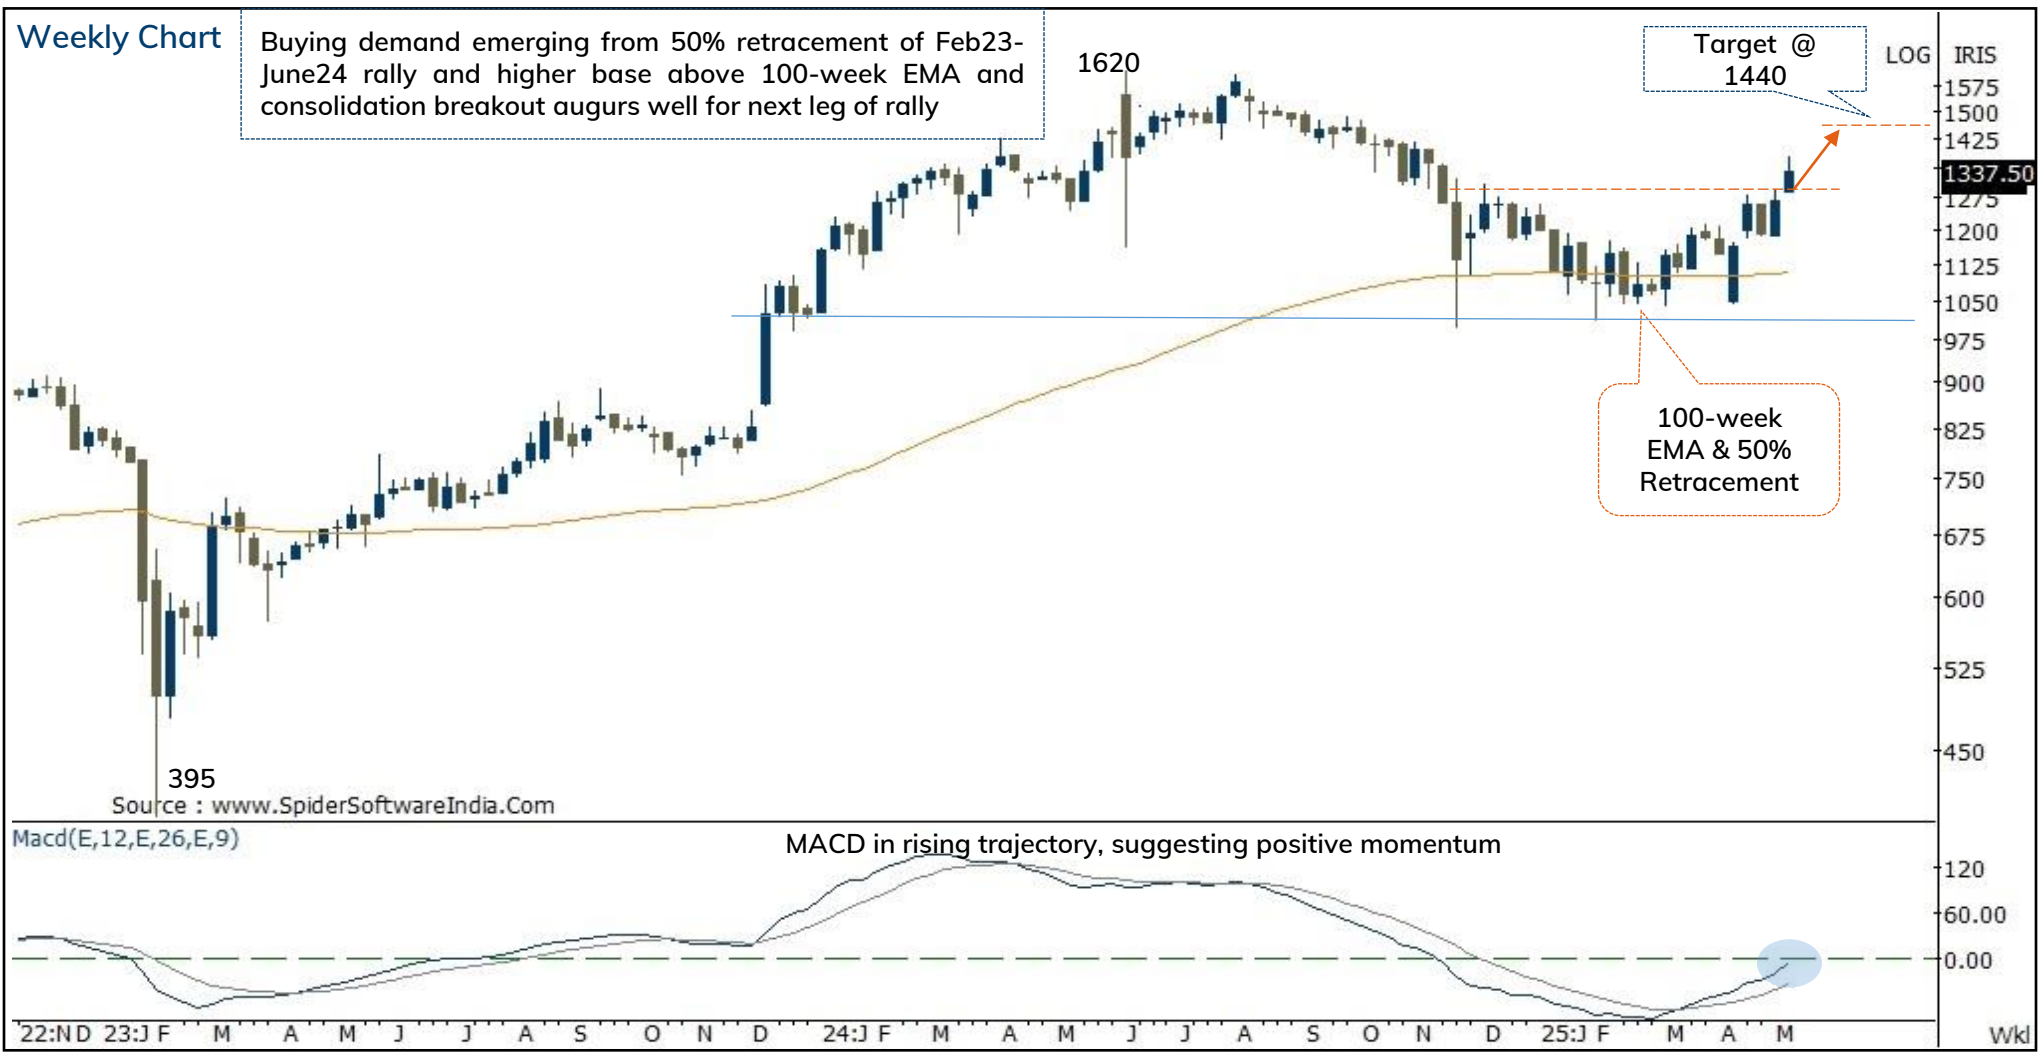 Weekly Chart
Buying demand emerging from 50% retracement of Feb23-
June24 rally and higher base above 100-week EMA and
consolidation breakout augurs well for next leg of rally
1620
Target @
1440
LOG IRIS
1575
1500
1425
1337.50
1275
1200
1125
1050
975
900
825
750
675
600
525
450
100-week
EMA & 50%
Retracement
395
Source : www.SpiderSoftwareIndia.Com
Macd(E,12,E,26,E,9)
MACD in rising trajectory, suggesting positive momentum
120
60.00
0.00
22:N D 23:J F M A M J J A S O N D 24:J F M A M J J A S O N D 25:J F M A M Wkl